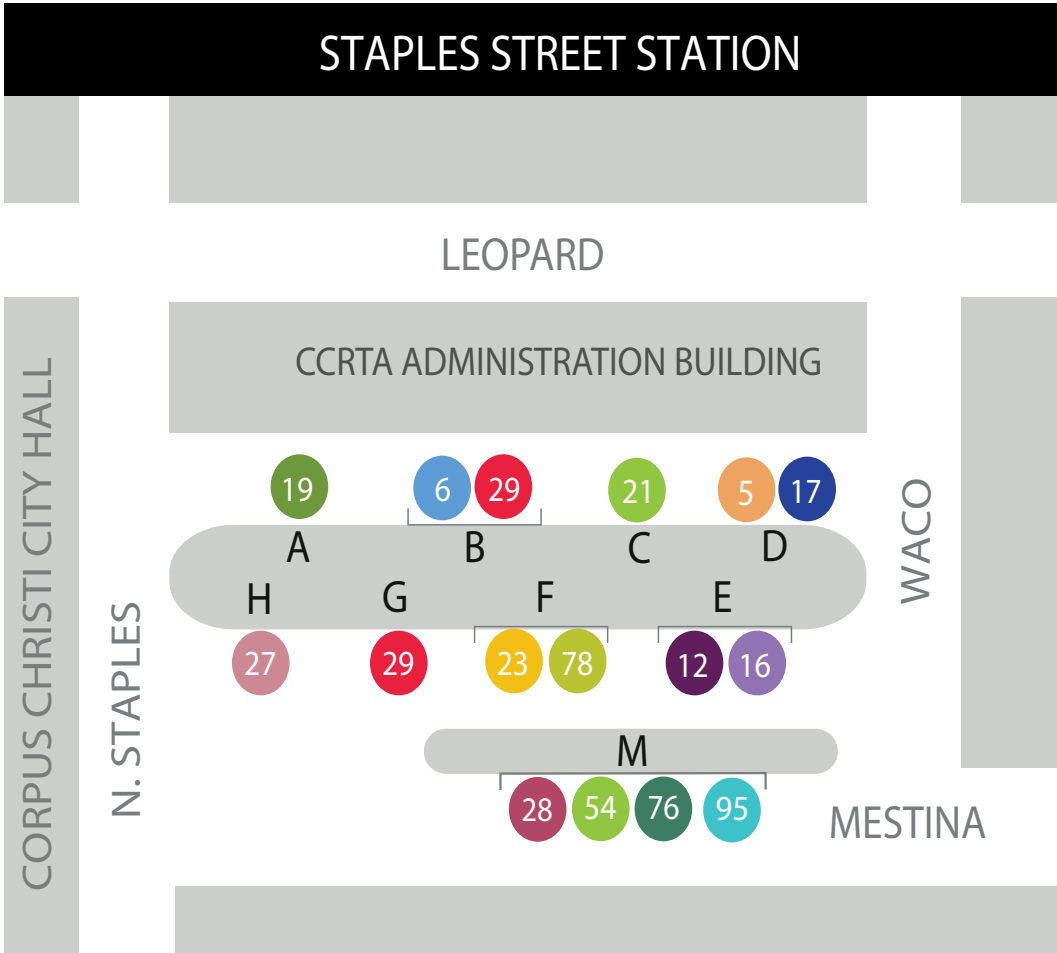 STAPLES STREET STATION
LEOPARD
CCRTA ADMINISTRATION BUILDING
CORPUS CHRISTI CITY HALL
N. STAPLES
WACO
19
6
29
21
5
17
A
B
C
D
H
G
F
E
27
29
23
78
12
16
M
28
54
76
95
MESTINA